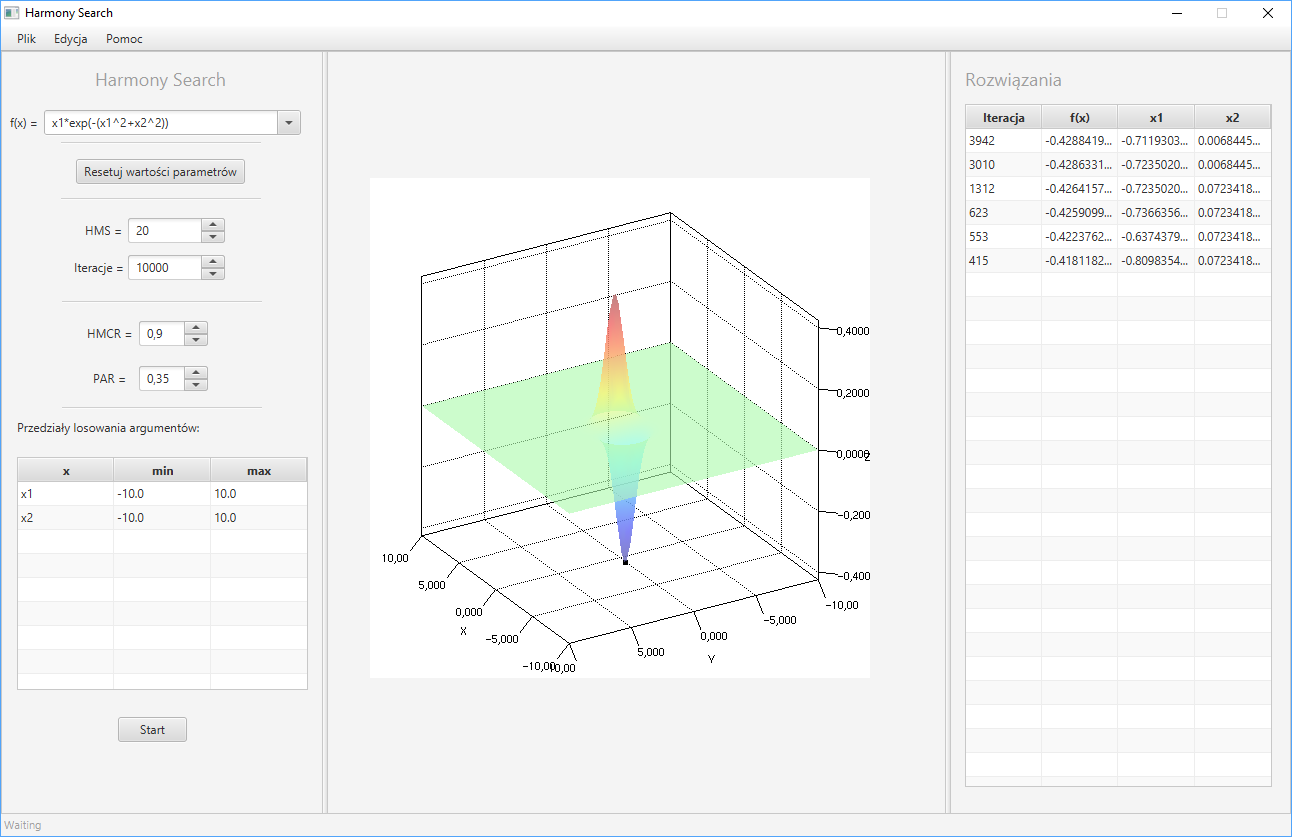 Harmony Search
Plik Edycja Pomoc
Harmony Search
f(x) = x1*exp(-(x1^2+x2^2))
Resetuj wartości parametrów
HMS = 20
Iteracje = 10000
HMCR = 0,9
PAR = 0,35
Przedziały losowania argumentów:
x min max
x1 -10.0 10.0
x2 -10.0 10.0
Start
0,4000
0,2000
0,0000
Z
-0,200
-0,400
10,00
5,000
0,000
X
-5,000
-10,00
10,00
5,000
0,000
Y
-5,000
-10,00
Rozwiązania
Iteracja f(x) x1 x2
3942 -0.4288419... -0.7119303... 0.0068445...
3010 -0.4286331... -0.7235020... 0.0068445...
1312 -0.4264157... -0.7235020... 0.0723418...
623 -0.4259099... -0.7366356... 0.0723418...
553 -0.4223762... -0.6374379... 0.0723418...
415 -0.4181182... -0.8098354... 0.0723418...
Waiting